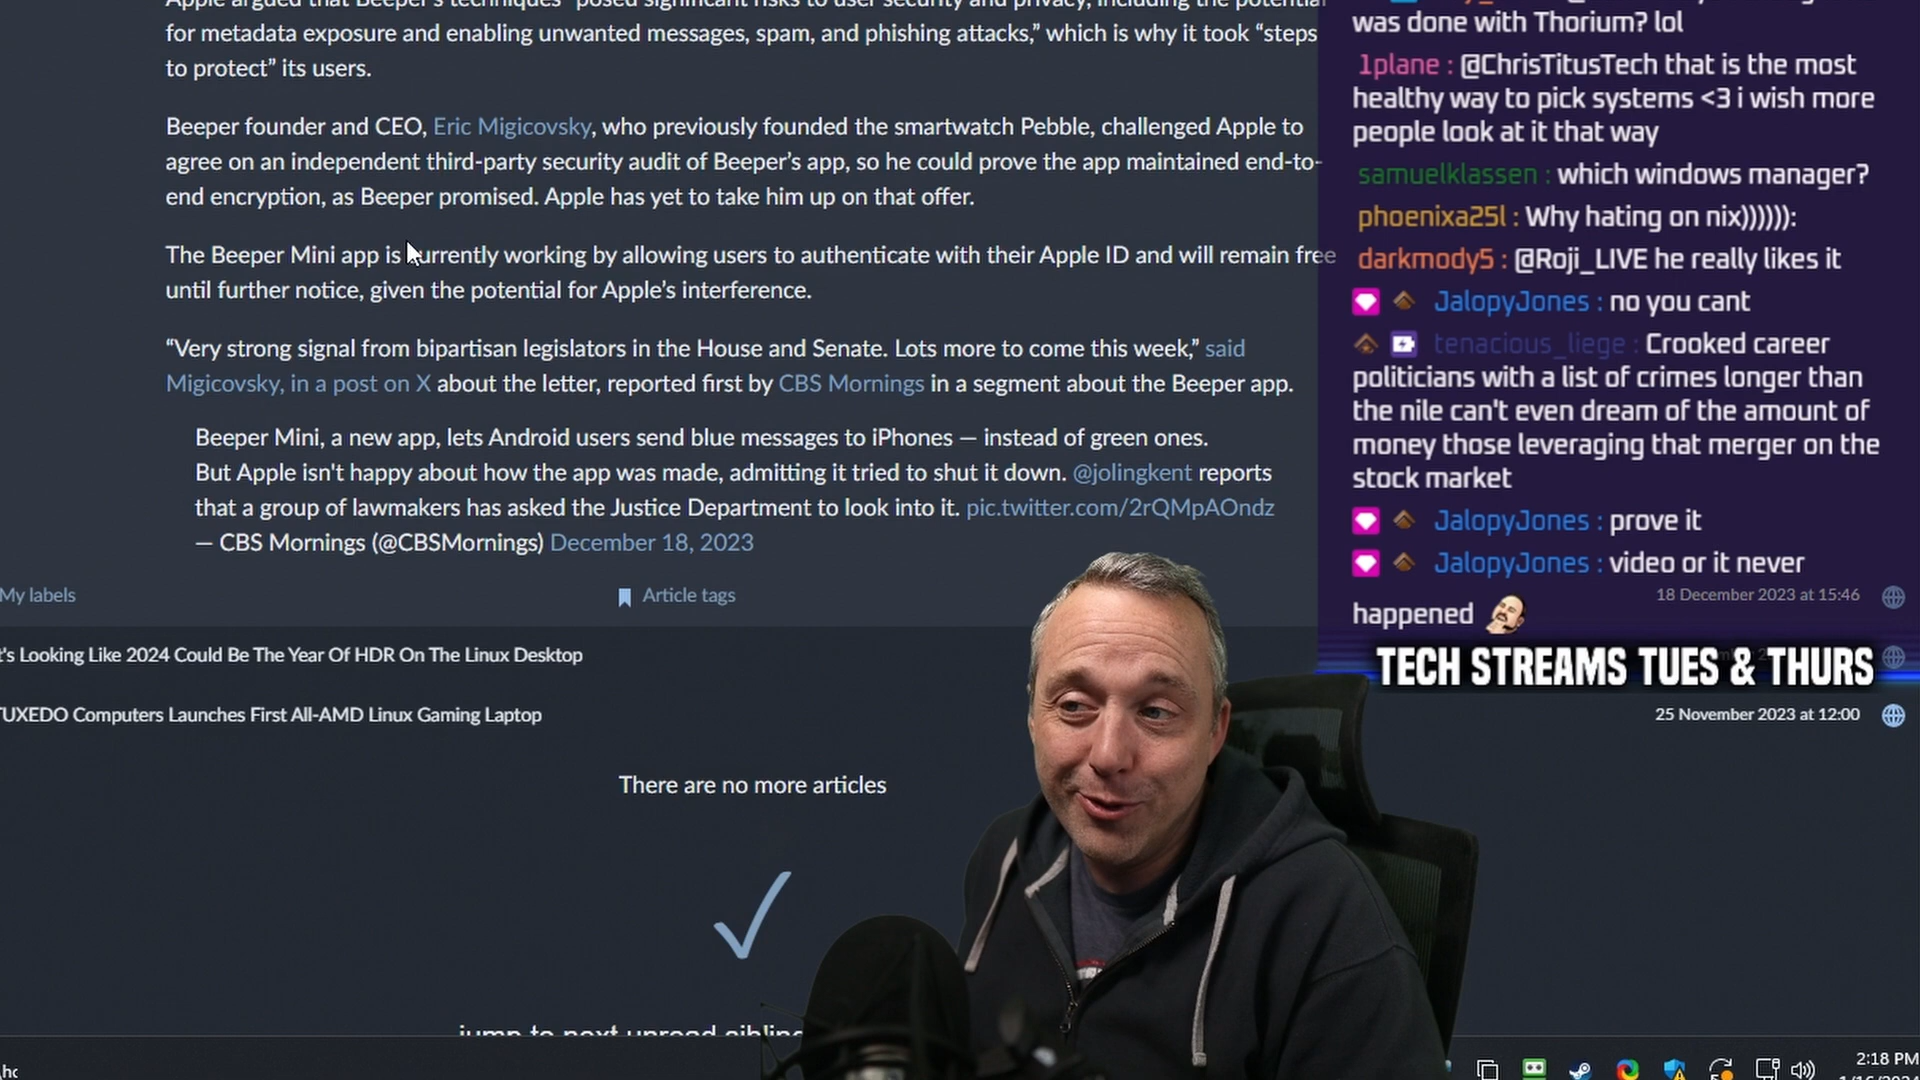 for metadata exposure and enabling unwanted messages, spam, and phishing attacks,” which is why it took “steps
to protect” its users.
Beeper founder and CEO, Eric Migicovsky, who previously founded the smartwatch Pebble, challenged Apple to
agree on an independent third-party security audit of Beeper’s app, so he could prove the app maintained end-to-
end encryption, as Beeper promised. Apple has yet to take him up on that offer.
The Beeper Mini app is currently working by allowing users to authenticate with their Apple ID and will remain free
until further notice, given the potential for Apple’s interference.
“Very strong signal from bipartisan legislators in the House and Senate. Lots more to come this week,” said
Migicovsky, in a post on X about the letter, reported first by CBS Mornings in a segment about the Beeper app.
Beeper Mini, a new app, lets Android users send blue messages to iPhones — instead of green ones.
But Apple isn't happy about how the app was made, admitting it tried to shut it down. @jolingkent reports
that a group of lawmakers has asked the Justice Department to look into it. pic.twitter.com/2rQMpAOndz
— CBS Mornings (@CBSMornings) December 18, 2023
My labels
Article tags
18 December 2023 at 15:46
t's Looking Like 2024 Could Be The Year Of HDR On The Linux Desktop
TUXEDO Computers Launches First All-AMD Linux Gaming Laptop
25 November 2023 at 12:00
There are no more articles
jump to next unread sibling
was done with Thorium? lol
1plane : @ChrisTitusTech that is the most
healthy way to pick systems <3 i wish more
people look at it that way
samuelklassen : which windows manager?
phoenixa25l : Why hating on nix)))))):
darkmody5 : @Roji_LIVE he really likes it
JalopyJones : no you cant
tenacious_liege : Crooked career
politicians with a list of crimes longer than
the nile can't even dream of the amount of
money those leveraging that merger on the
stock market
JalopyJones : prove it
JalopyJones : video or it never
happened
TECH STREAMS TUES & THURS
2:18 PM